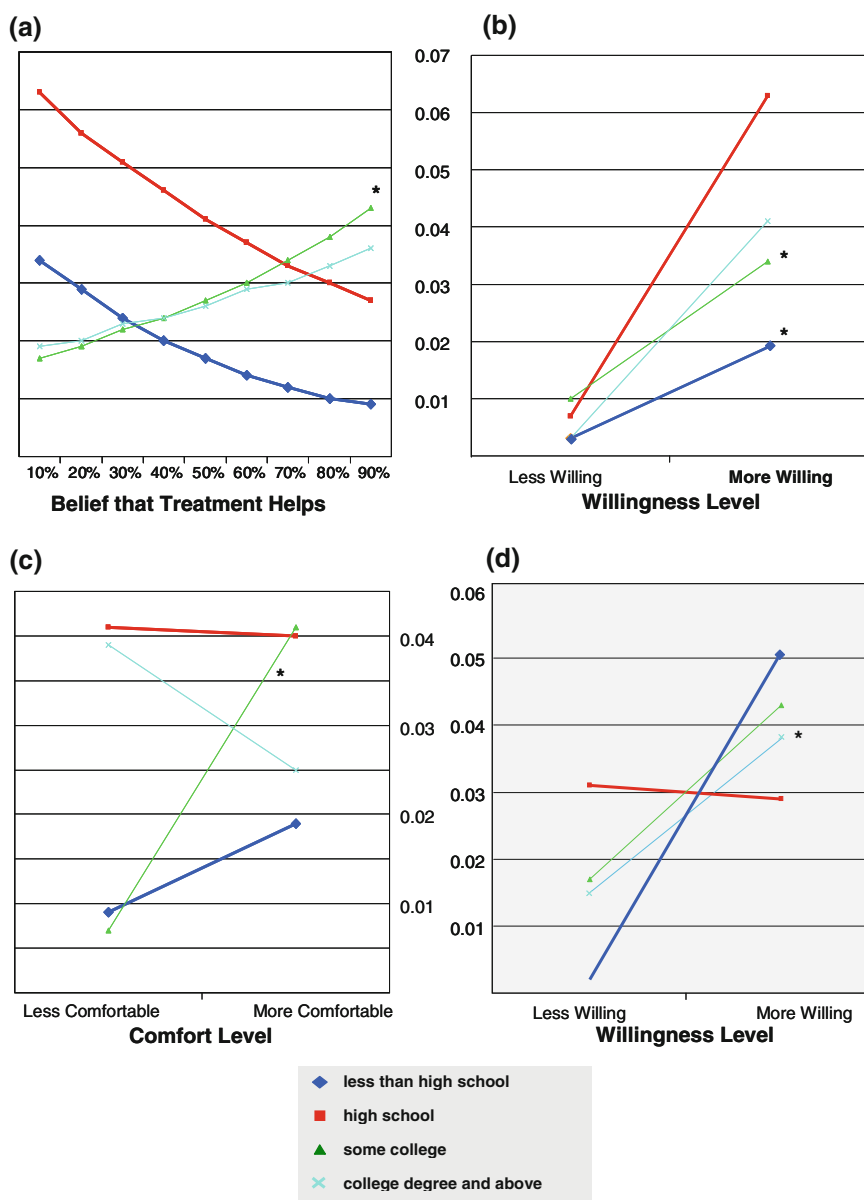 (a)
0.07
0.06
0.05
0.04
0.03
0.02
0.01
*
10% 20% 30% 40% 50% 60% 70% 80% 90%
Belief that Treatment Helps
(b)
*
*
Less Willing More Willing
Willingness Level
(c)
0.04
0.03
0.02
0.01
*
Less Comfortable More Comfortable
Comfort Level
(d)
0.06
0.05
0.04
0.03
0.02
0.01
*
Less Willing More Willing
Willingness Level
less than high school
high school
some college
college degree and above